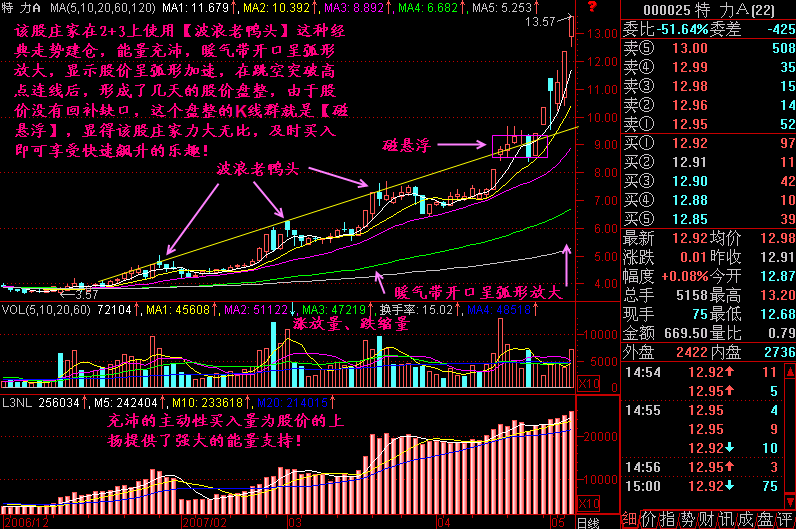 特 力A MA(5,10,20,60,120) MA1: 11.679↑, MA2: 10.392↑, MA3: 8.892↑, MA4: 6.682↑, MA5: 5.253↑
13.57
该股庄家在2+3上使用【波浪老鸭头】这种经
典走势建仓，能量充沛，暖气带开口呈弧形
放大，显示股价呈弧形加速，在跳空突破高
点连线后，形成了几天的股价盘整，由于股
价没有回补缺口，这个盘整的K线群就是【磁
悬浮】，显得该股庄家力大无比，及时买入
即可享受快速飙升的乐趣！
磁悬浮
波浪老鸭头
暖气带开口呈弧形放大
←3.57
13.00
12.00
11.00
10.00
9.00
8.00
7.00
6.00
5.00
4.00
VOL(5,10,20,60) 72104↑, MA1: 45608↑, MA2: 51122↓, MA3: 47219↑, 换手率: 15.02↑, MA4: 48518↑
涨放量、跌缩量
10000
5000
X10
L3NL 256034↑, M5: 242404↑, M10: 233618↑, M20: 214015↑
充沛的主动性买入量为股价的上
扬提供了强大的能量支持！
20000
10000
X10
2006/12 2007/02 03 04 05 日线
000025 特 力A(22)
委比 -51.64% 委差 -425
卖⑤ 13.00 508
卖④ 12.99 35
卖③ 12.98 15
卖② 12.96 14
卖① 12.95 52
买① 12.92 97
买② 12.91 11
买③ 12.90 42
买④ 12.88 10
买⑤ 12.85 39
最新 12.92 均价 12.98
涨跌 0.01 昨收 12.91
幅度 +0.08% 今开 12.87
总手 5158 最高 13.20
现手 75 最低 12.68
金额 669.50 量比 0.79
外盘 2422 内盘 2736
14:54 12.92↑ 11
12.95↑ 5
14:55 12.95 4
12.95 9
12.92↓ 10
14:56 12.95↑ 3
15:00 12.92↓ 75
细 价 指 势 财 讯 成 盘 评